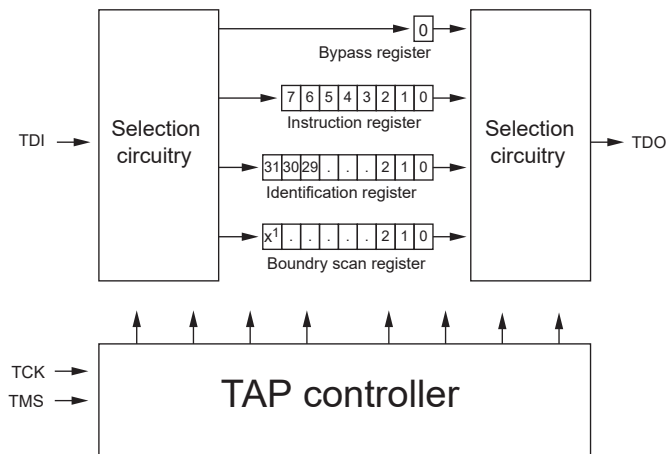 0
Bypass register
7 6 5 4 3 2 1 0
Instruction register
TDI
Selection
circuitry
Selection
circuitry
TDO
31 30 29 . . . 2 1 0
Identification register
x1 . . . . . 2 1 0
Boundry scan register
TCK
TMS
TAP controller